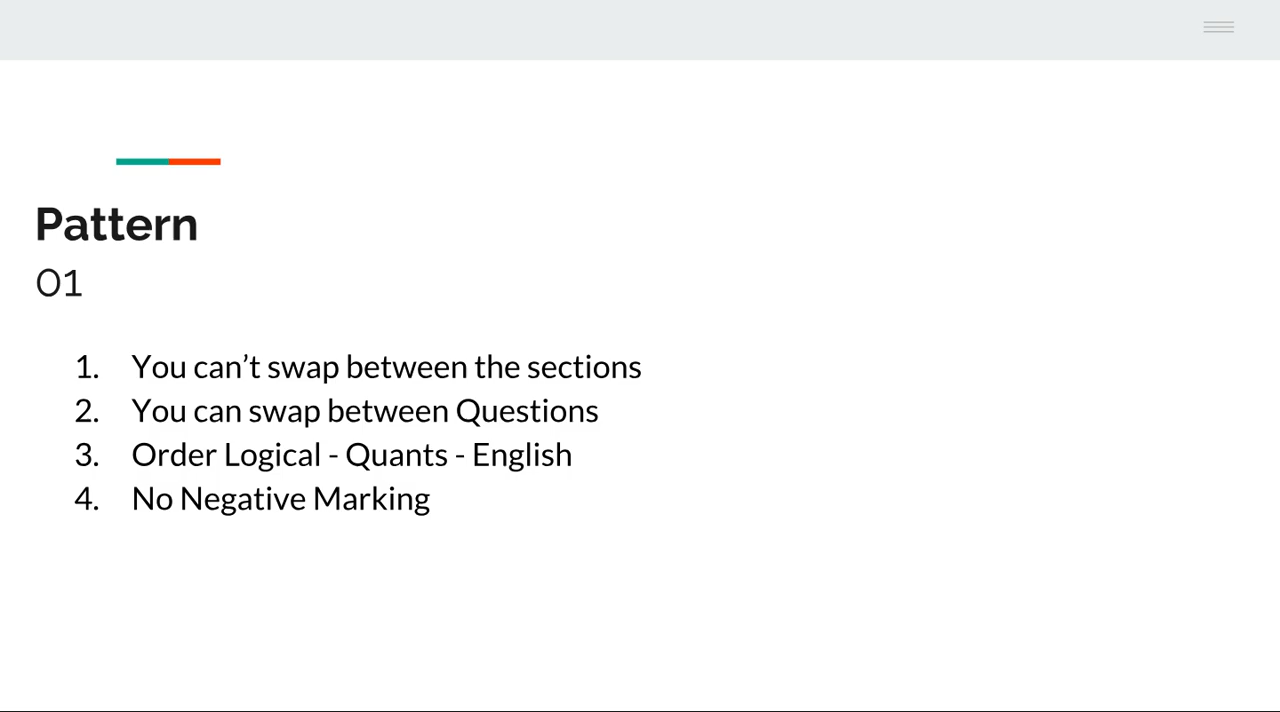 Pattern
01
1. You can’t swap between the sections
2. You can swap between Questions
3. Order Logical - Quants - English
4. No Negative Marking